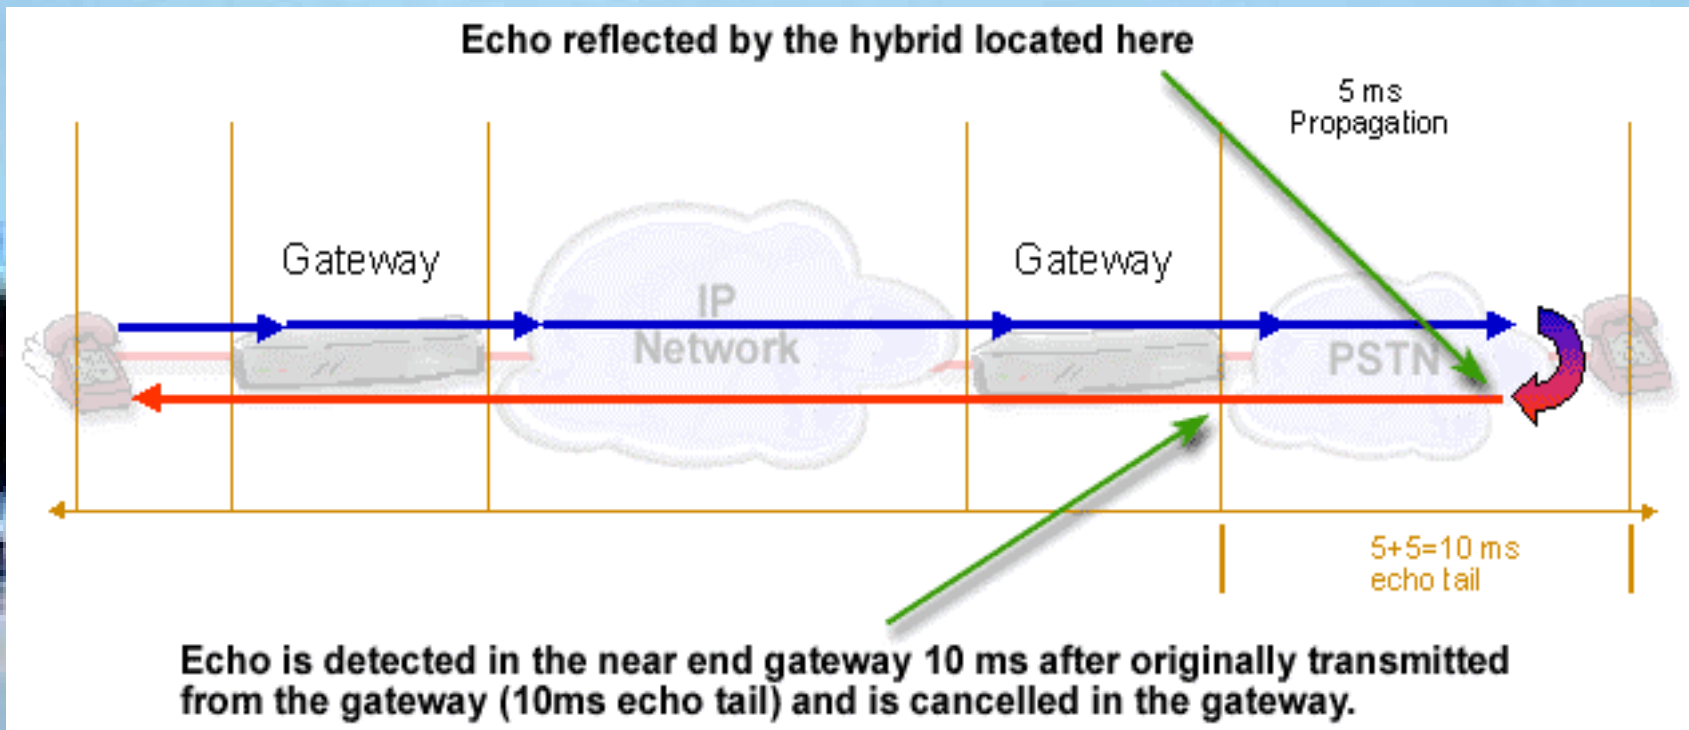 Echo reflected by the hybrid located here
5 ms
Propagation
Gateway
Gateway
IP
Network
PSTN
5+5=10 ms
echo tail
Echo is detected in the near end gateway 10 ms after originally transmitted
from the gateway (10ms echo tail) and is cancelled in the gateway.